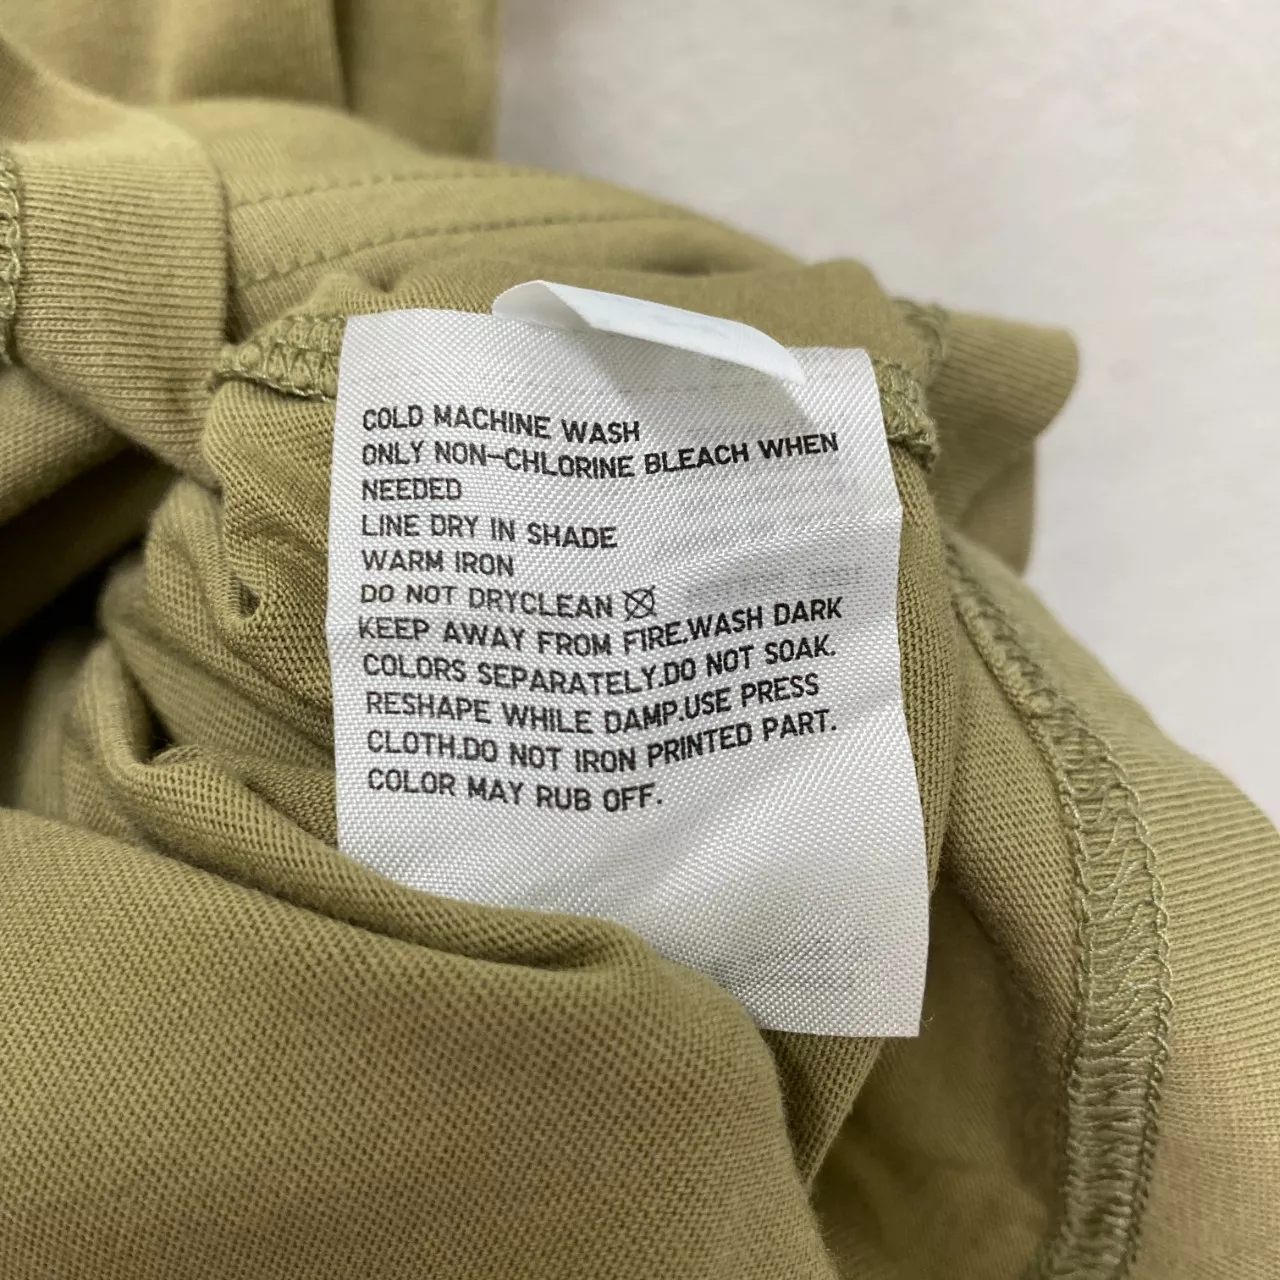 COLD MACHINE WASH
ONLY NON-CHLORINE BLEACH WHEN
NEEDED
LINE DRY IN SHADE
WARM IRON
DO NOT DRYCLEAN
KEEP AWAY FROM FIRE.WASH DARK
COLORS SEPARATELY.DO NOT SOAK.
RESHAPE WHILE DAMP.USE PRESS
CLOTH.DO NOT IRON PRINTED PART.
COLOR MAY RUB OFF.